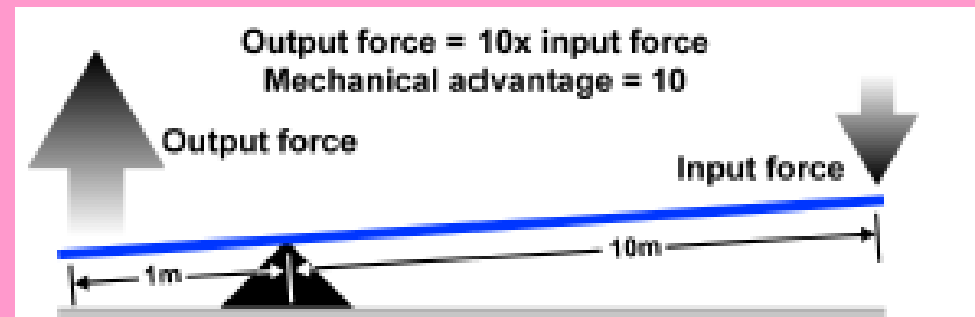 Output force = 10x input force
Mechanical advantage = 10
Output force
Input force
10m
1m